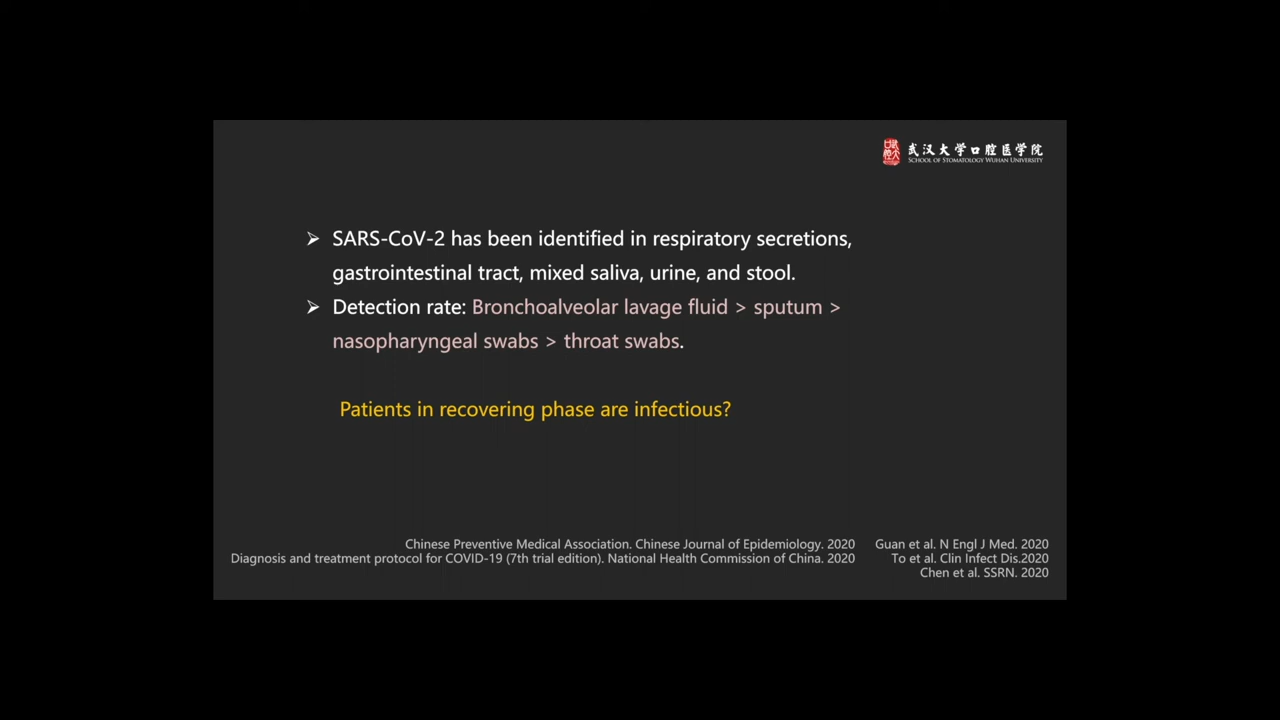 武汉大学口腔医学院
SCHOOL OF STOMATOLOGY WUHAN UNIVERSITY
➢ SARS-CoV-2 has been identified in respiratory secretions,
gastrointestinal tract, mixed saliva, urine, and stool.
➢ Detection rate: Bronchoalveolar lavage fluid > sputum >
nasopharyngeal swabs > throat swabs.
Patients in recovering phase are infectious?
Chinese Preventive Medical Association. Chinese Journal of Epidemiology. 2020
Diagnosis and treatment protocol for COVID-19 (7th trial edition). National Health Commission of China. 2020
Guan et al. N Engl J Med. 2020
To et al. Clin Infect Dis.2020
Chen et al. SSRN. 2020